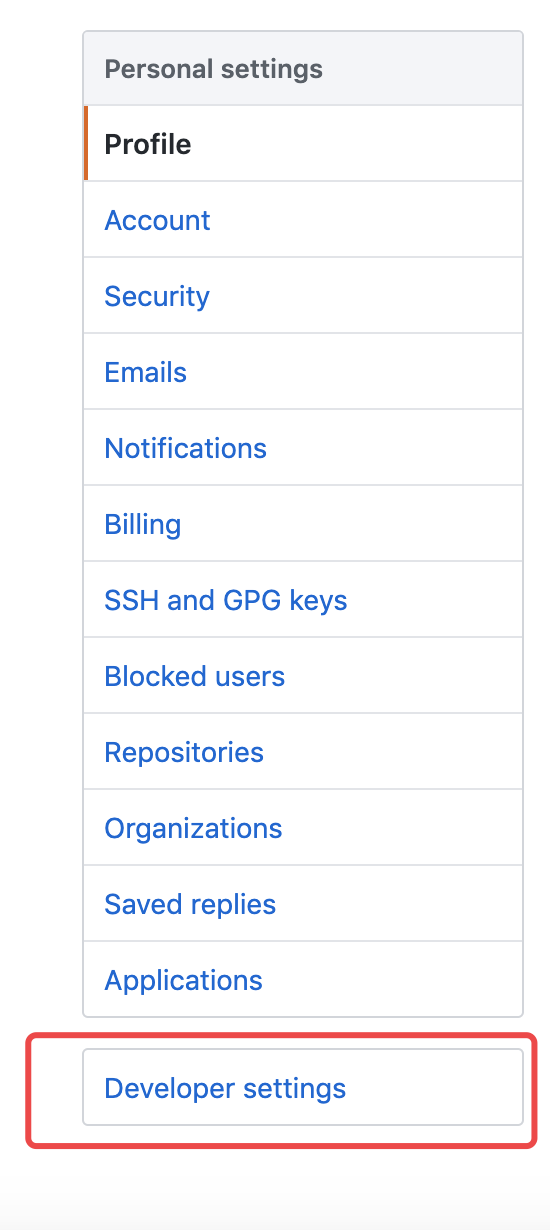 Personal settings
Profile
Account
Security
Emails
Notifications
Billing
SSH and GPG keys
Blocked users
Repositories
Organizations
Saved replies
Applications
Developer settings